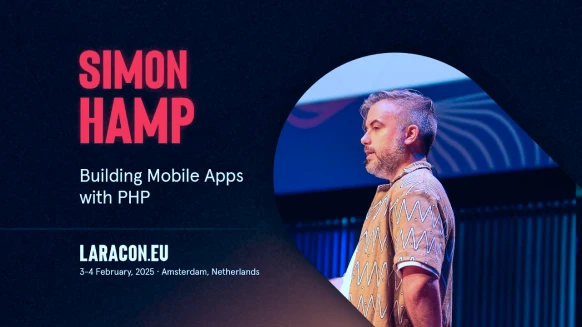 SIMON
HAMP
Building Mobile Apps
with PHP
LARACON.EU
3-4 February, 2025 · Amsterdam, Netherlands